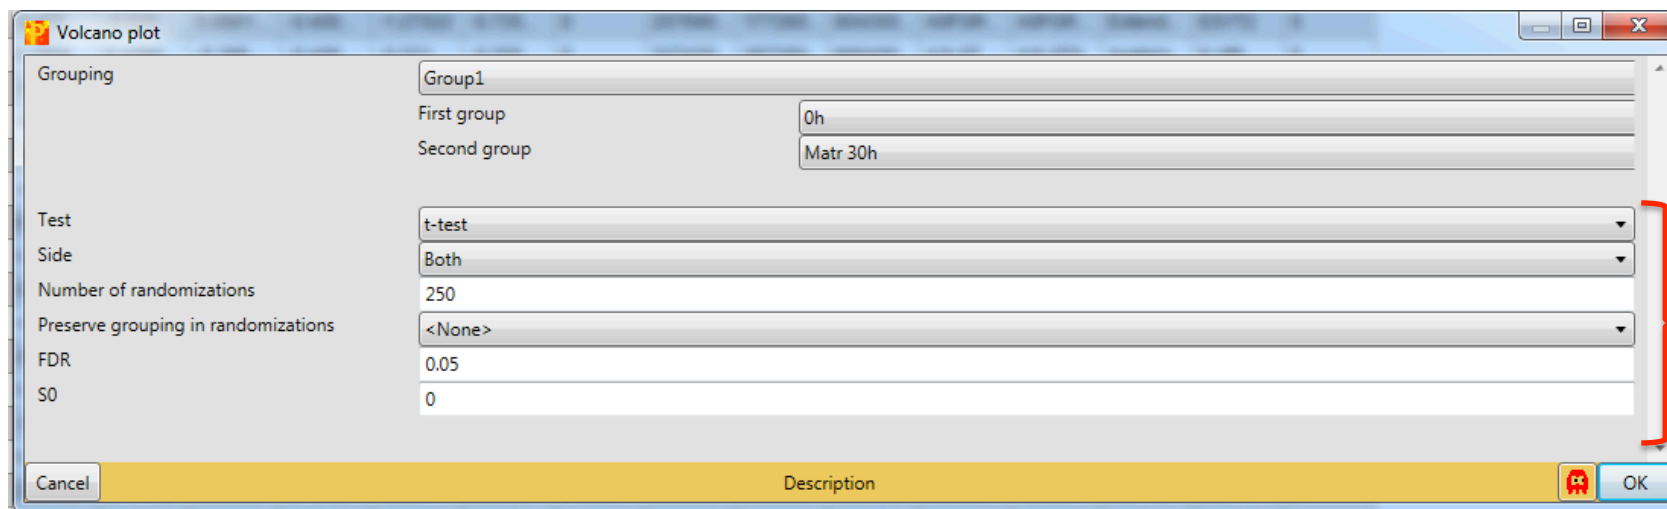 Volcano plot
Grouping
Group1
First group
0h
Second group
Matr 30h
Test
t-test
Side
Both
Number of randomizations
250
Preserve grouping in randomizations
<None>
FDR
0.05
S0
0
Cancel
Description
OK